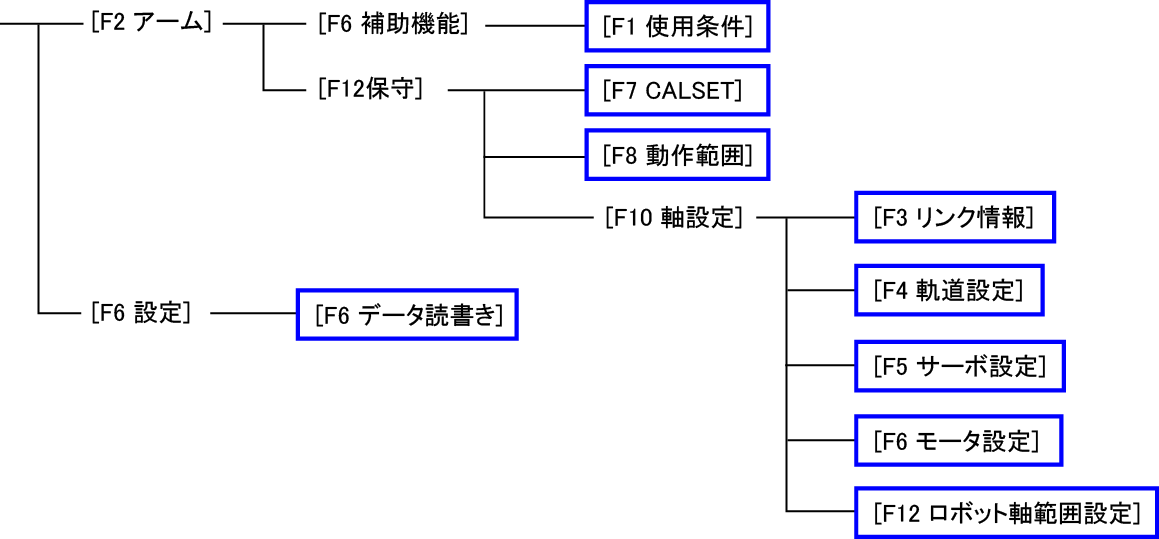 [F2 アーム]
[F6 補助機能]
[F1 使用条件]
[F12保守]
[F7 CALSET]
[F8 動作範囲]
[F10 軸設定]
[F3 リンク情報]
[F4 軌道設定]
[F5 サーボ設定]
[F6 モータ設定]
[F12 ロボット軸範囲設定]
[F6 設定]
[F6 データ読書き]